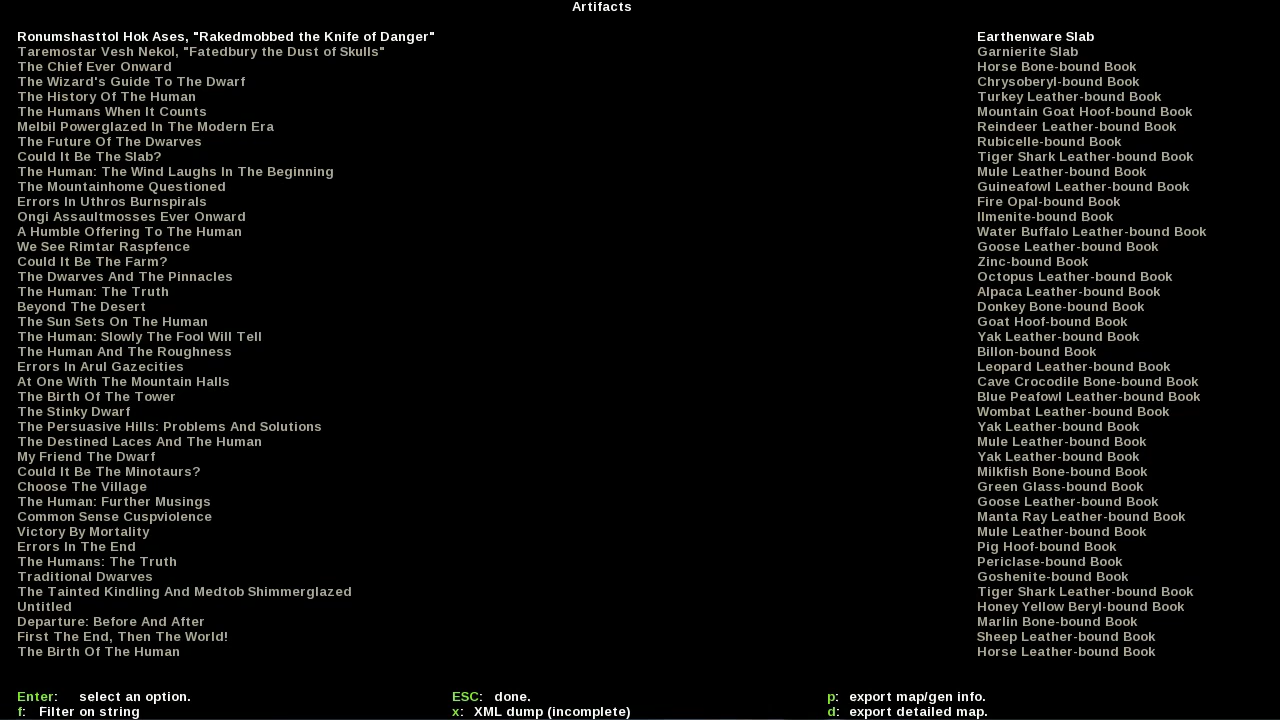 Artifacts
Ronumshasttol Hok Ases, "Rakedmobbed the Knife of Danger" Earthenware Slab
Taremostar Vesh Nekol, "Fatedbury the Dust of Skulls" Garnierite Slab
The Chief Ever Onward Horse Bone-bound Book
The Wizard's Guide To The Dwarf Chrysoberyl-bound Book
The History Of The Human Turkey Leather-bound Book
The Humans When It Counts Mountain Goat Hoof-bound Book
Melbil Powerglazed In The Modern Era Reindeer Leather-bound Book
The Future Of The Dwarves Rubicelle-bound Book
Could It Be The Slab? Tiger Shark Leather-bound Book
The Human: The Wind Laughs In The Beginning Mule Leather-bound Book
The Mountainhome Questioned Guineafowl Leather-bound Book
Errors In Uthros Burnspirals Fire Opal-bound Book
Ongi Assaultmosses Ever Onward Ilmenite-bound Book
A Humble Offering To The Human Water Buffalo Leather-bound Book
We See Rimtar Raspfence Goose Leather-bound Book
Could It Be The Farm? Zinc-bound Book
The Dwarves And The Pinnacles Octopus Leather-bound Book
The Human: The Truth Alpaca Leather-bound Book
Beyond The Desert Donkey Bone-bound Book
The Sun Sets On The Human Goat Hoof-bound Book
The Human: Slowly The Fool Will Tell Yak Leather-bound Book
The Human And The Roughness Billon-bound Book
Errors In Arul Gazecities Leopard Leather-bound Book
At One With The Mountain Halls Cave Crocodile Bone-bound Book
The Birth Of The Tower Blue Peafowl Leather-bound Book
The Stinky Dwarf Wombat Leather-bound Book
The Persuasive Hills: Problems And Solutions Yak Leather-bound Book
The Destined Laces And The Human Mule Leather-bound Book
My Friend The Dwarf Yak Leather-bound Book
Could It Be The Minotaurs? Milkfish Bone-bound Book
Choose The Village Green Glass-bound Book
The Human: Further Musings Goose Leather-bound Book
Common Sense Cuspviolence Manta Ray Leather-bound Book
Victory By Mortality Mule Leather-bound Book
Errors In The End Pig Hoof-bound Book
The Humans: The Truth Periclase-bound Book
Traditional Dwarves Goshenite-bound Book
The Tainted Kindling And Medtob Shimmerglazed Tiger Shark Leather-bound Book
Untitled Honey Yellow Beryl-bound Book
Departure: Before And After Marlin Bone-bound Book
First The End, Then The World! Sheep Leather-bound Book
The Birth Of The Human Horse Leather-bound Book
Enter: select an option. ESC: done. p: export map/gen info.
f: Filter on string x: XML dump (incomplete) d: export detailed map.